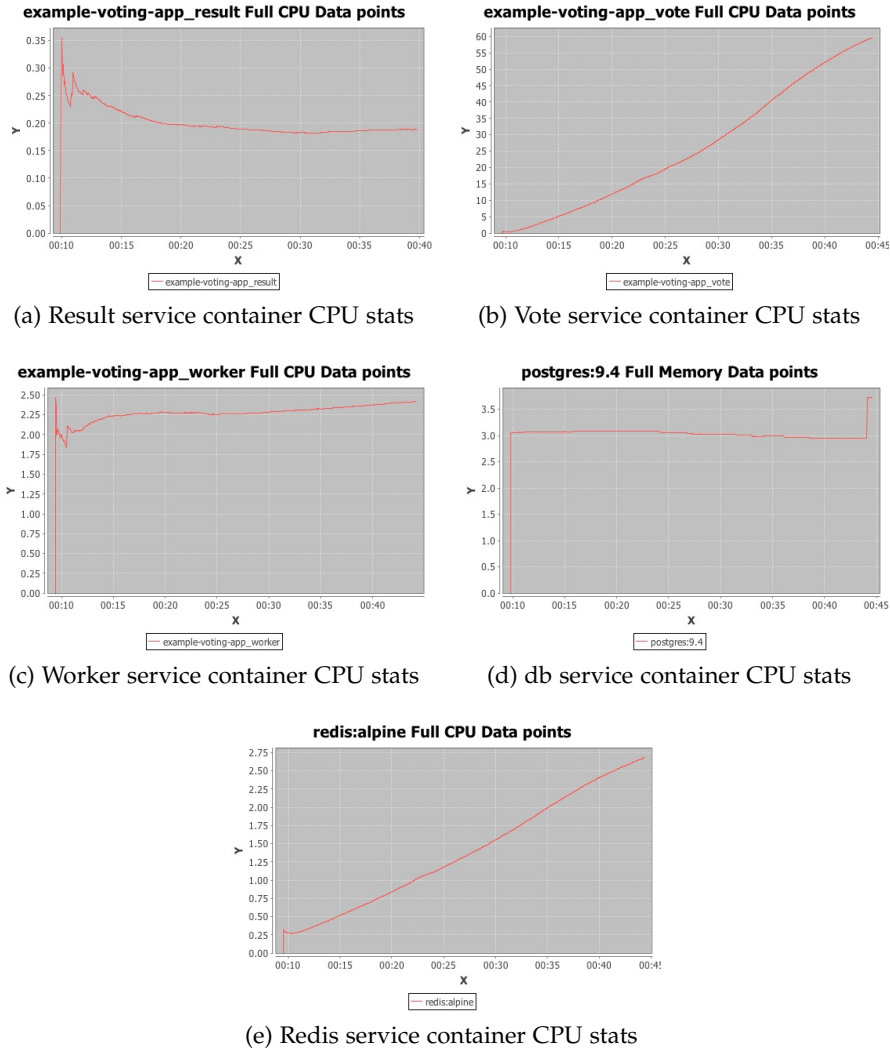 example-voting-app_result Full CPU Data points
0.35
0.30
0.25
0.20
0.15
0.10
0.05
0.00
Y
00:10 00:15 00:20 00:25 00:30 00:35 00:40
X
example-voting-app_result
(a) Result service container CPU stats
example-voting-app_vote Full CPU Data points
60
55
50
45
40
35
30
25
20
15
10
5
0
Y
00:10 00:15 00:20 00:25 00:30 00:35 00:40 00:45
X
example-voting-app_vote
(b) Vote service container CPU stats
example-voting-app_worker Full CPU Data points
2.50
2.25
2.00
1.75
1.50
1.25
1.00
0.75
0.50
0.25
0.00
Y
00:10 00:15 00:20 00:25 00:30 00:35 00:40
X
example-voting-app_worker
(c) Worker service container CPU stats
postgres:9.4 Full Memory Data points
3.5
3.0
2.5
2.0
1.5
1.0
0.5
0.0
Y
00:10 00:15 00:20 00:25 00:30 00:35 00:40 00:45
X
postgres:9.4
(d) db service container CPU stats
redis:alpine Full CPU Data points
2.75
2.50
2.25
2.00
1.75
1.50
1.25
1.00
0.75
0.50
0.25
0.00
Y
00:10 00:15 00:20 00:25 00:30 00:35 00:40 00:45
X
redis:alpine
(e) Redis service container CPU stats